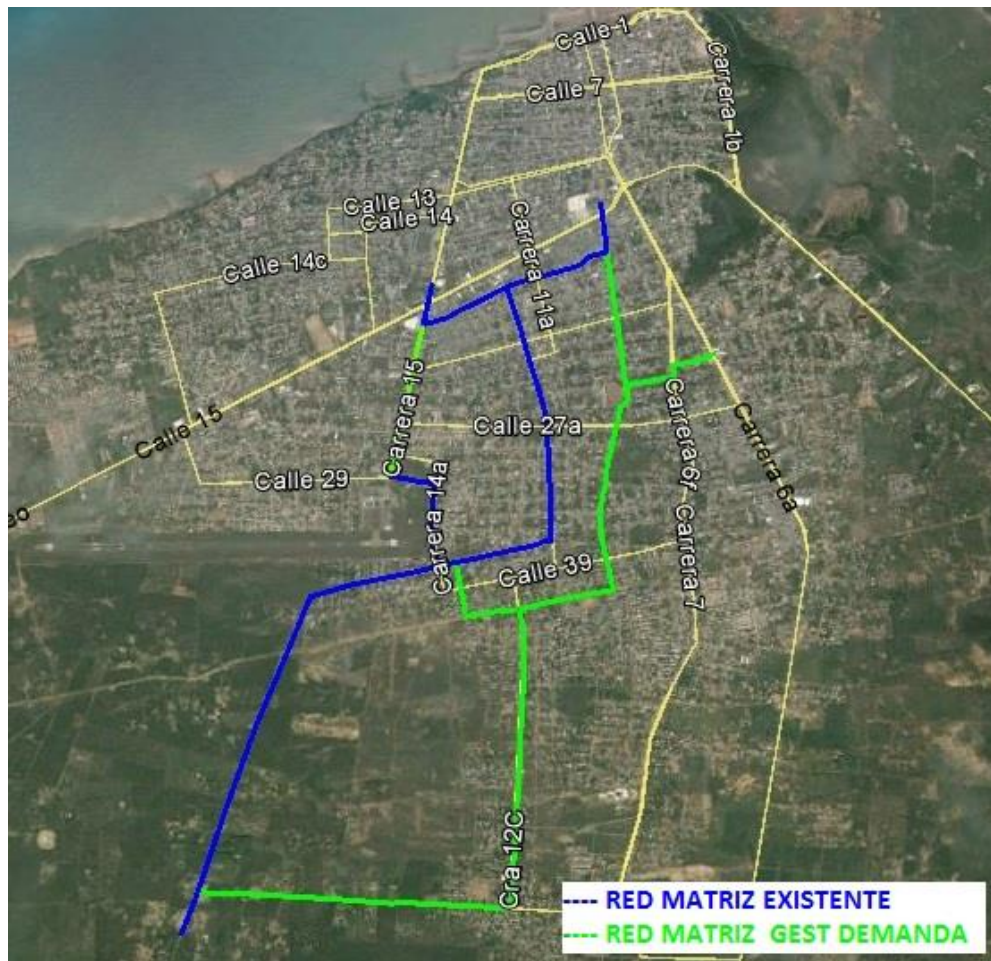 Calle 1
Calle 7
Carrera 1b
Calle 13
Calle 14
Carrera 11a
Calle 14c
Carrera 15
Calle 15
Calle 27a
Carrera 6f
Carrera 6a
Calle 29
Carrera 14a
eo
Calle 39
Carrera 7
Cra 12C
---- RED MATRIZ EXISTENTE
---- RED MATRIZ GEST DEMANDA